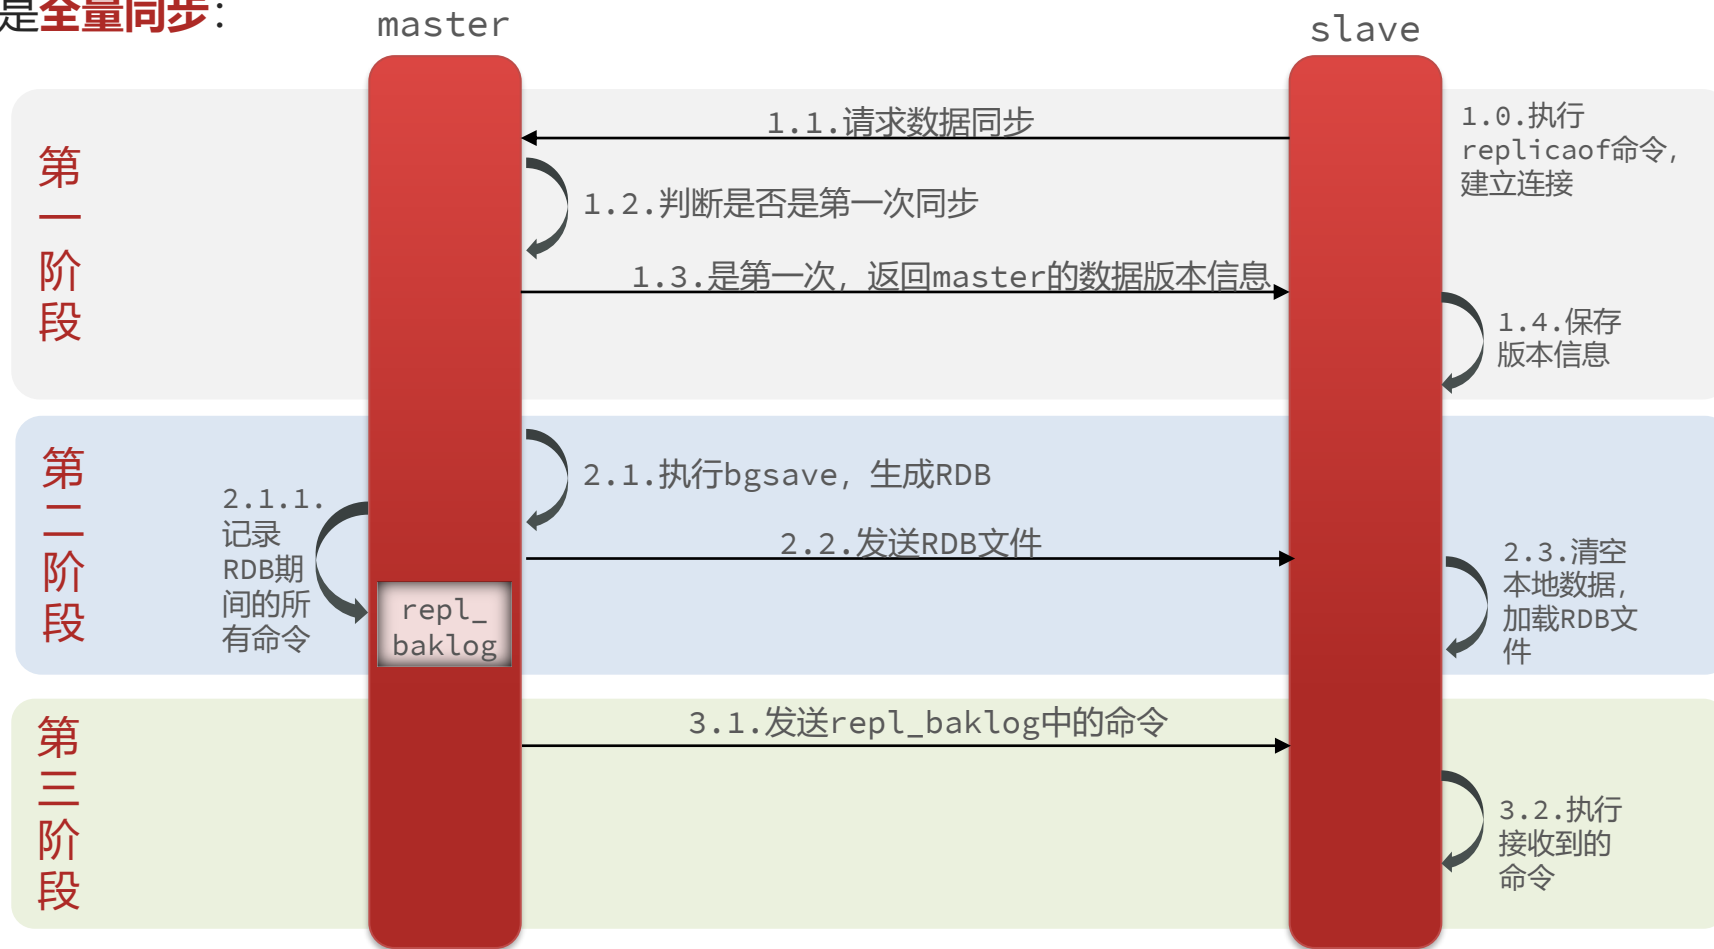 是全量同步：
master
slave
第
一
阶
段
1.1.请求数据同步
1.0.执行
replicaof命令，
建立连接
1.2.判断是否是第一次同步
1.3.是第一次，返回master的数据版本信息
1.4.保存
版本信息
第
二
阶
段
2.1.执行bgsave，生成RDB
2.1.1.
记录
RDB期
间的所
有命令
repl_
baklog
2.2.发送RDB文件
2.3.清空
本地数据，
加载RDB文
件
第
三
阶
段
3.1.发送repl_baklog中的命令
3.2.执行
接收到的
命令